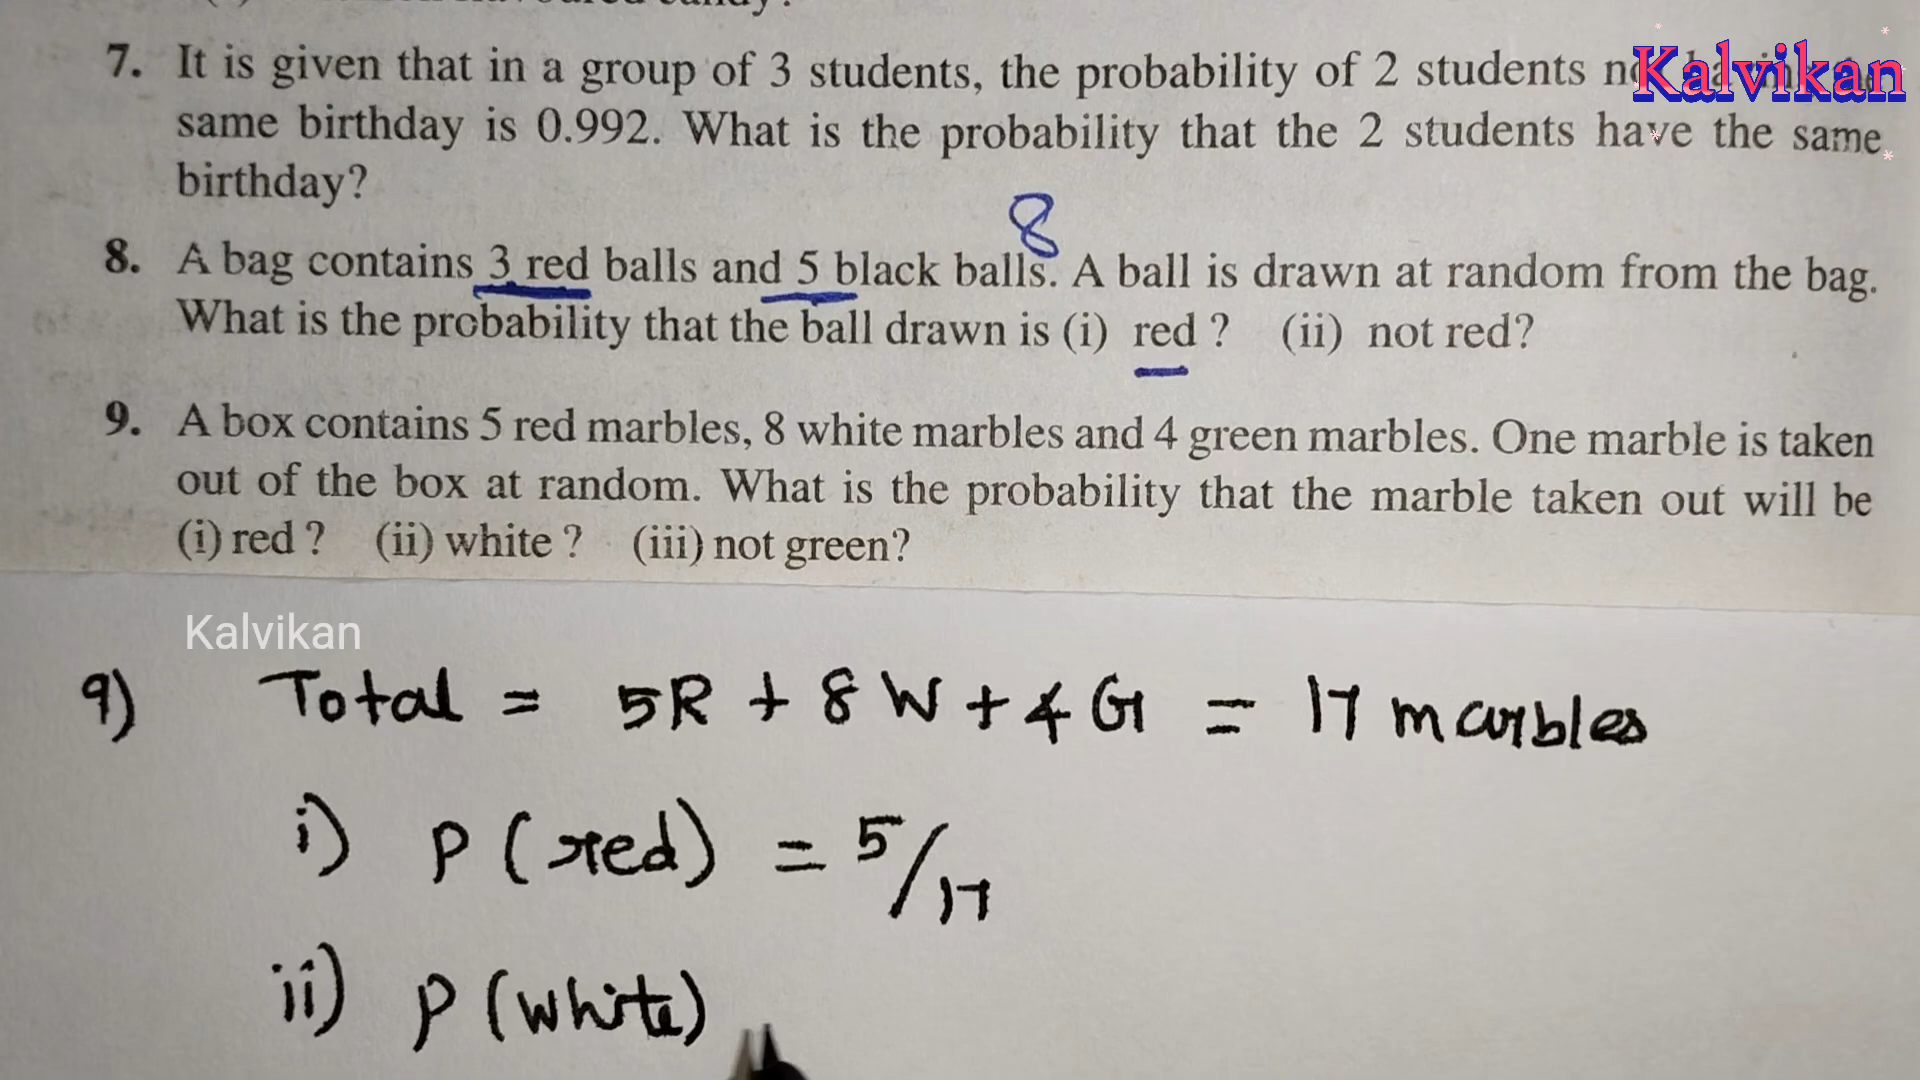 Kalvikan
7. It is given that in a group of 3 students, the probability of 2 students
same birthday is 0.992. What is the probability that the 2 students have the same
birthday?
8
8. A bag contains 3 red balls and 5 black balls. A ball is drawn at random from the bag.
What is the probability that the ball drawn is (i) red ? (ii) not red?
9. A box contains 5 red marbles, 8 white marbles and 4 green marbles. One marble is taken
out of the box at random. What is the probability that the marble taken out will be
(i) red ? (ii) white ? (iii) not green?
Kalvikan
9) Total = 5R + 8W + 4G = 17 marbles
i) P(red) = 5/17
ii) P(white)